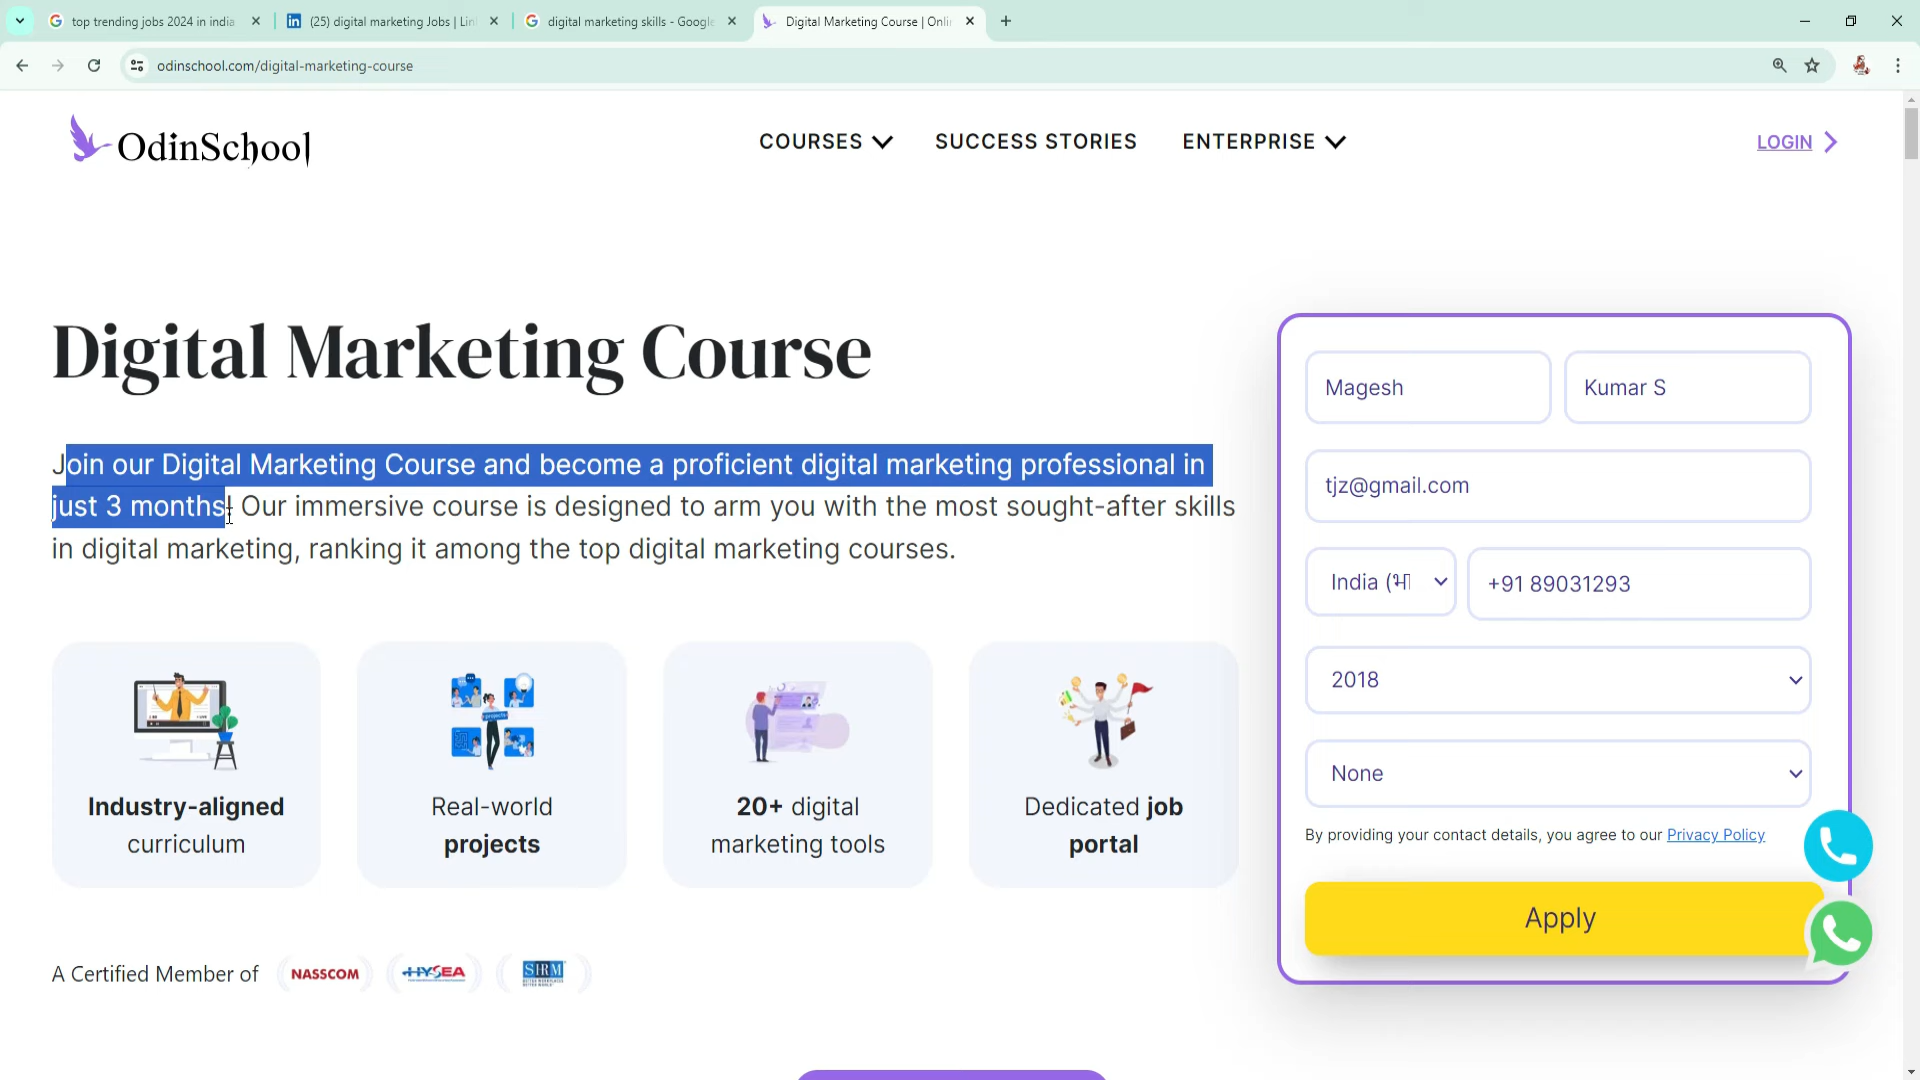 top trending jobs 2024 in india
(25) digital marketing Jobs | Lin
digital marketing skills - Google
Digital Marketing Course | Onli
odinschool.com/digital-marketing-course
OdinSchool
COURSES
SUCCESS STORIES
ENTERPRISE
LOGIN
Digital Marketing Course
Join our Digital Marketing Course and become a proficient digital marketing professional in
just 3 months! Our immersive course is designed to arm you with the most sought-after skills
in digital marketing, ranking it among the top digital marketing courses.
Industry-aligned
curriculum
Real-world
projects
20+ digital
marketing tools
Dedicated job
portal
A Certified Member of
NASSCOM
HYSEA
SIRM
Magesh
Kumar S
tjz@gmail.com
India (भा
+91 89031293
2018
None
By providing your contact details, you agree to our Privacy Policy
Apply